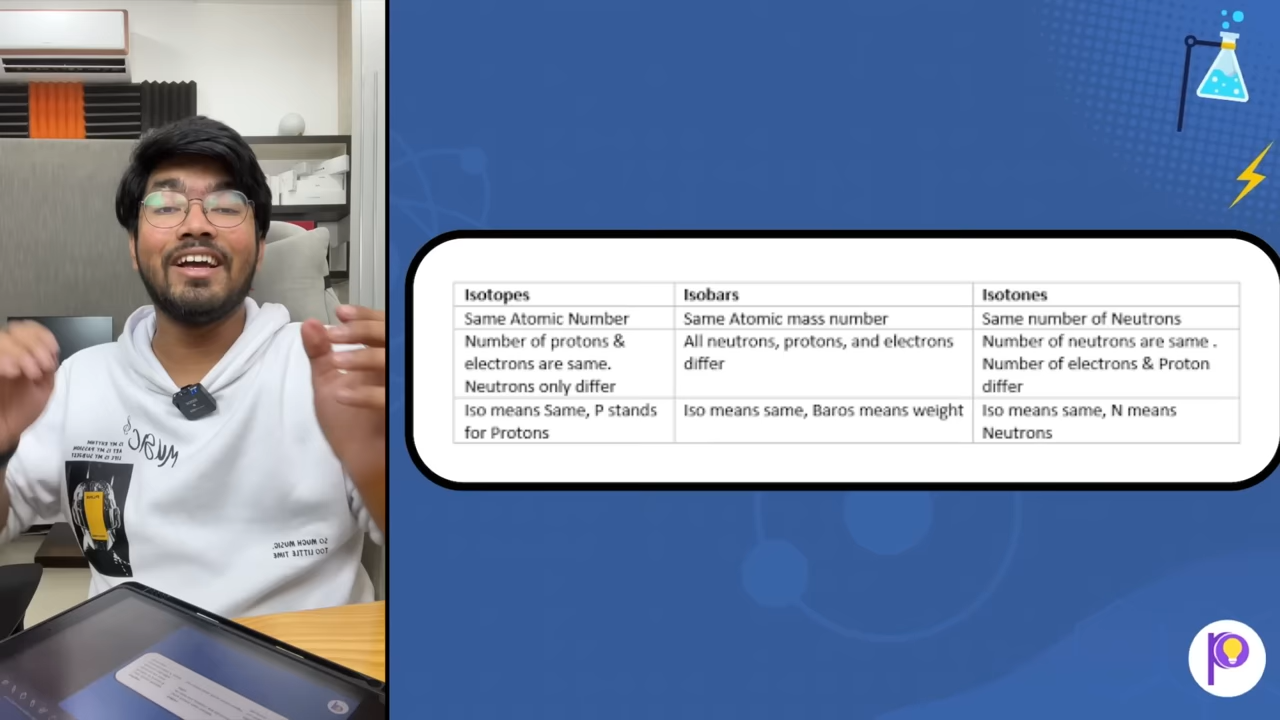 Isotopes
Isobars
Isotones
Same Atomic Number
Same Atomic mass number
Same number of Neutrons
Number of protons &
electrons are same.
Neutrons only differ
All neutrons, protons, and electrons
differ
Number of neutrons are same .
Number of electrons & Proton
differ
Iso means Same, P stands
for Protons
Iso means same, Baros means weight
Iso means same, N means
Neutrons
MUSIC
SO MUCH MUSIC,
TOO LITTLE TIME